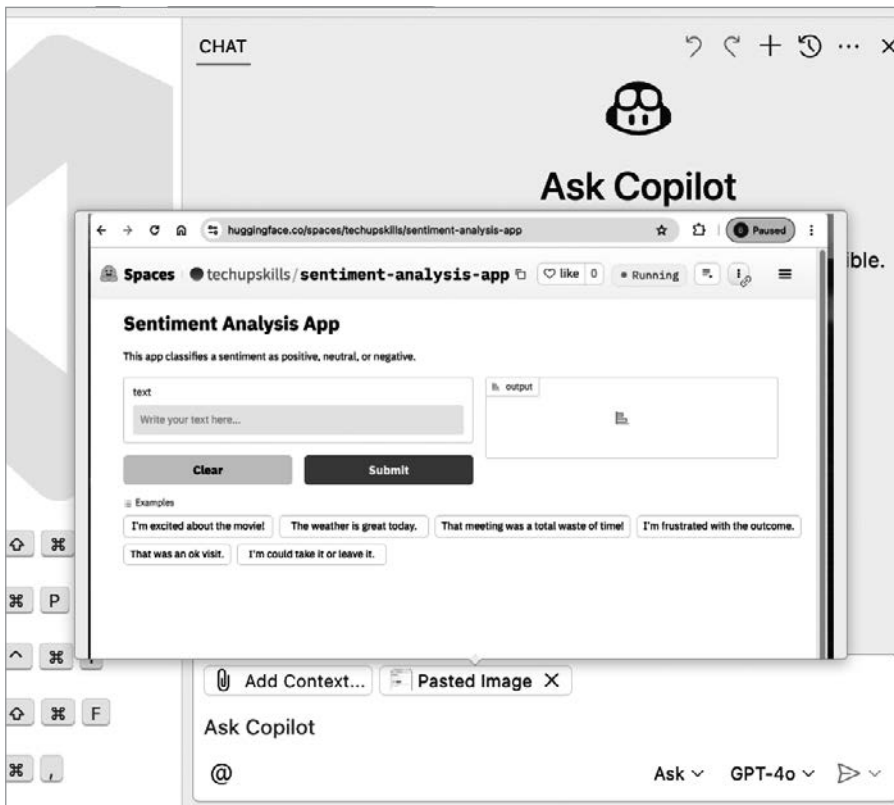 CHAT
Ask Copilot
ible.
huggingface.co/spaces/techupskills/sentiment-analysis-app
Paused
Spaces techupskills/sentiment-analysis-app like 0 Running
Sentiment Analysis App
This app classifies a sentiment as positive, neutral, or negative.
text
Write your text here...
output
Clear Submit
Examples
I'm excited about the movie! The weather is great today. That meeting was a total waste of time! I'm frustrated with the outcome.
That was an ok visit. I'm could take it or leave it.
⇧ ⌘
⌘ P
^ ⌘
⇧ ⌘ F
⌘ ,
Add Context... Pasted Image
Ask Copilot
@ Ask GPT-4o